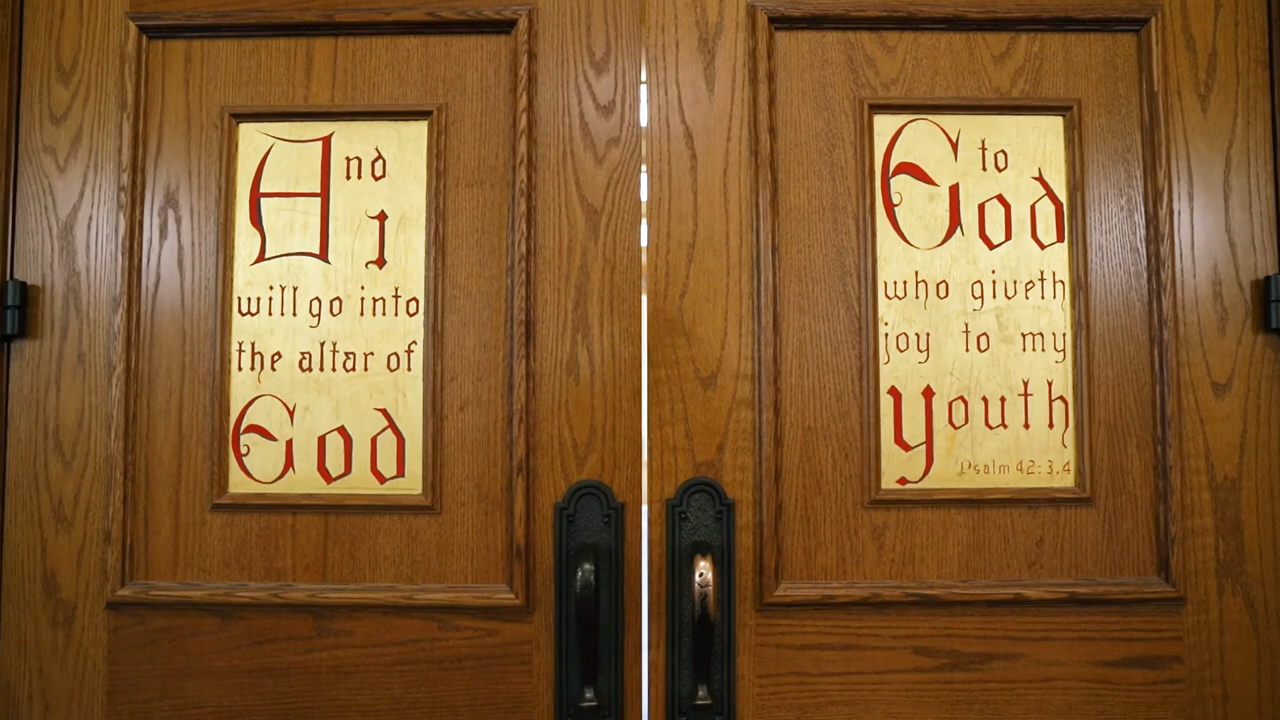 And
I
will go into
the altar of
God
to
God
who giveth
joy to my
youth
Psalm 42:3,4